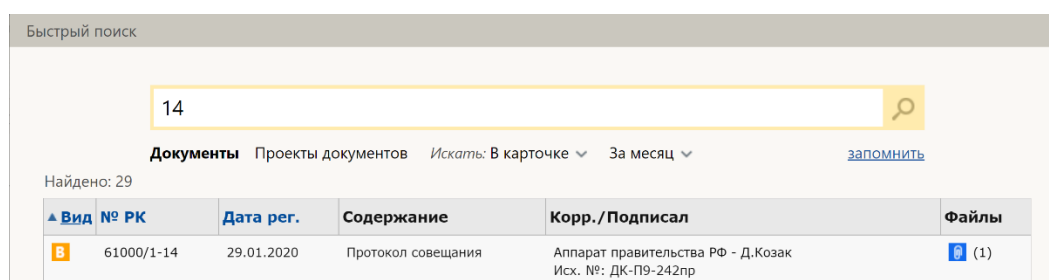 Быстрый поиск
14
Документы Проекты документов Искать: В карточке За месяц запомнить
Найдено: 29
Вид № РК Дата рег. Содержание Корр./Подписал Файлы
В 61000/1-14 29.01.2020 Протокол совещания Аппарат правительства РФ - Д.Козак (1)
Исх. №: ДК-П9-242пр